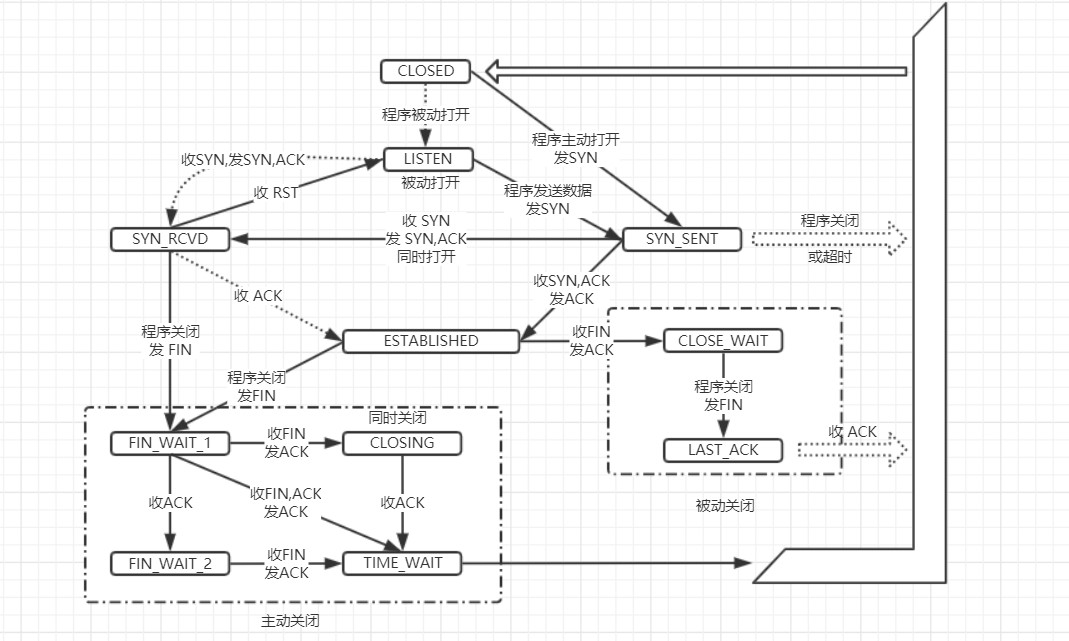 CLOSED
程序被动打开
程序主动打开
发SYN
收SYN,发SYN,ACK
LISTEN
被动打开
收 RST
程序发送数据
发SYN
收 SYN
发 SYN,ACK
同时打开
SYN_RCVD
SYN_SENT
程序关闭
或超时
收 ACK
收SYN,ACK
发ACK
程序关闭
发 FIN
ESTABLISHED
收FIN
发ACK
CLOSE_WAIT
程序关闭
发FIN
程序关闭
发FIN
同时关闭
FIN_WAIT_1
收FIN
发ACK
CLOSING
LAST_ACK
收 ACK
收ACK
收FIN,ACK
发ACK
收ACK
被动关闭
FIN_WAIT_2
收FIN
发ACK
TIME_WAIT
主动关闭